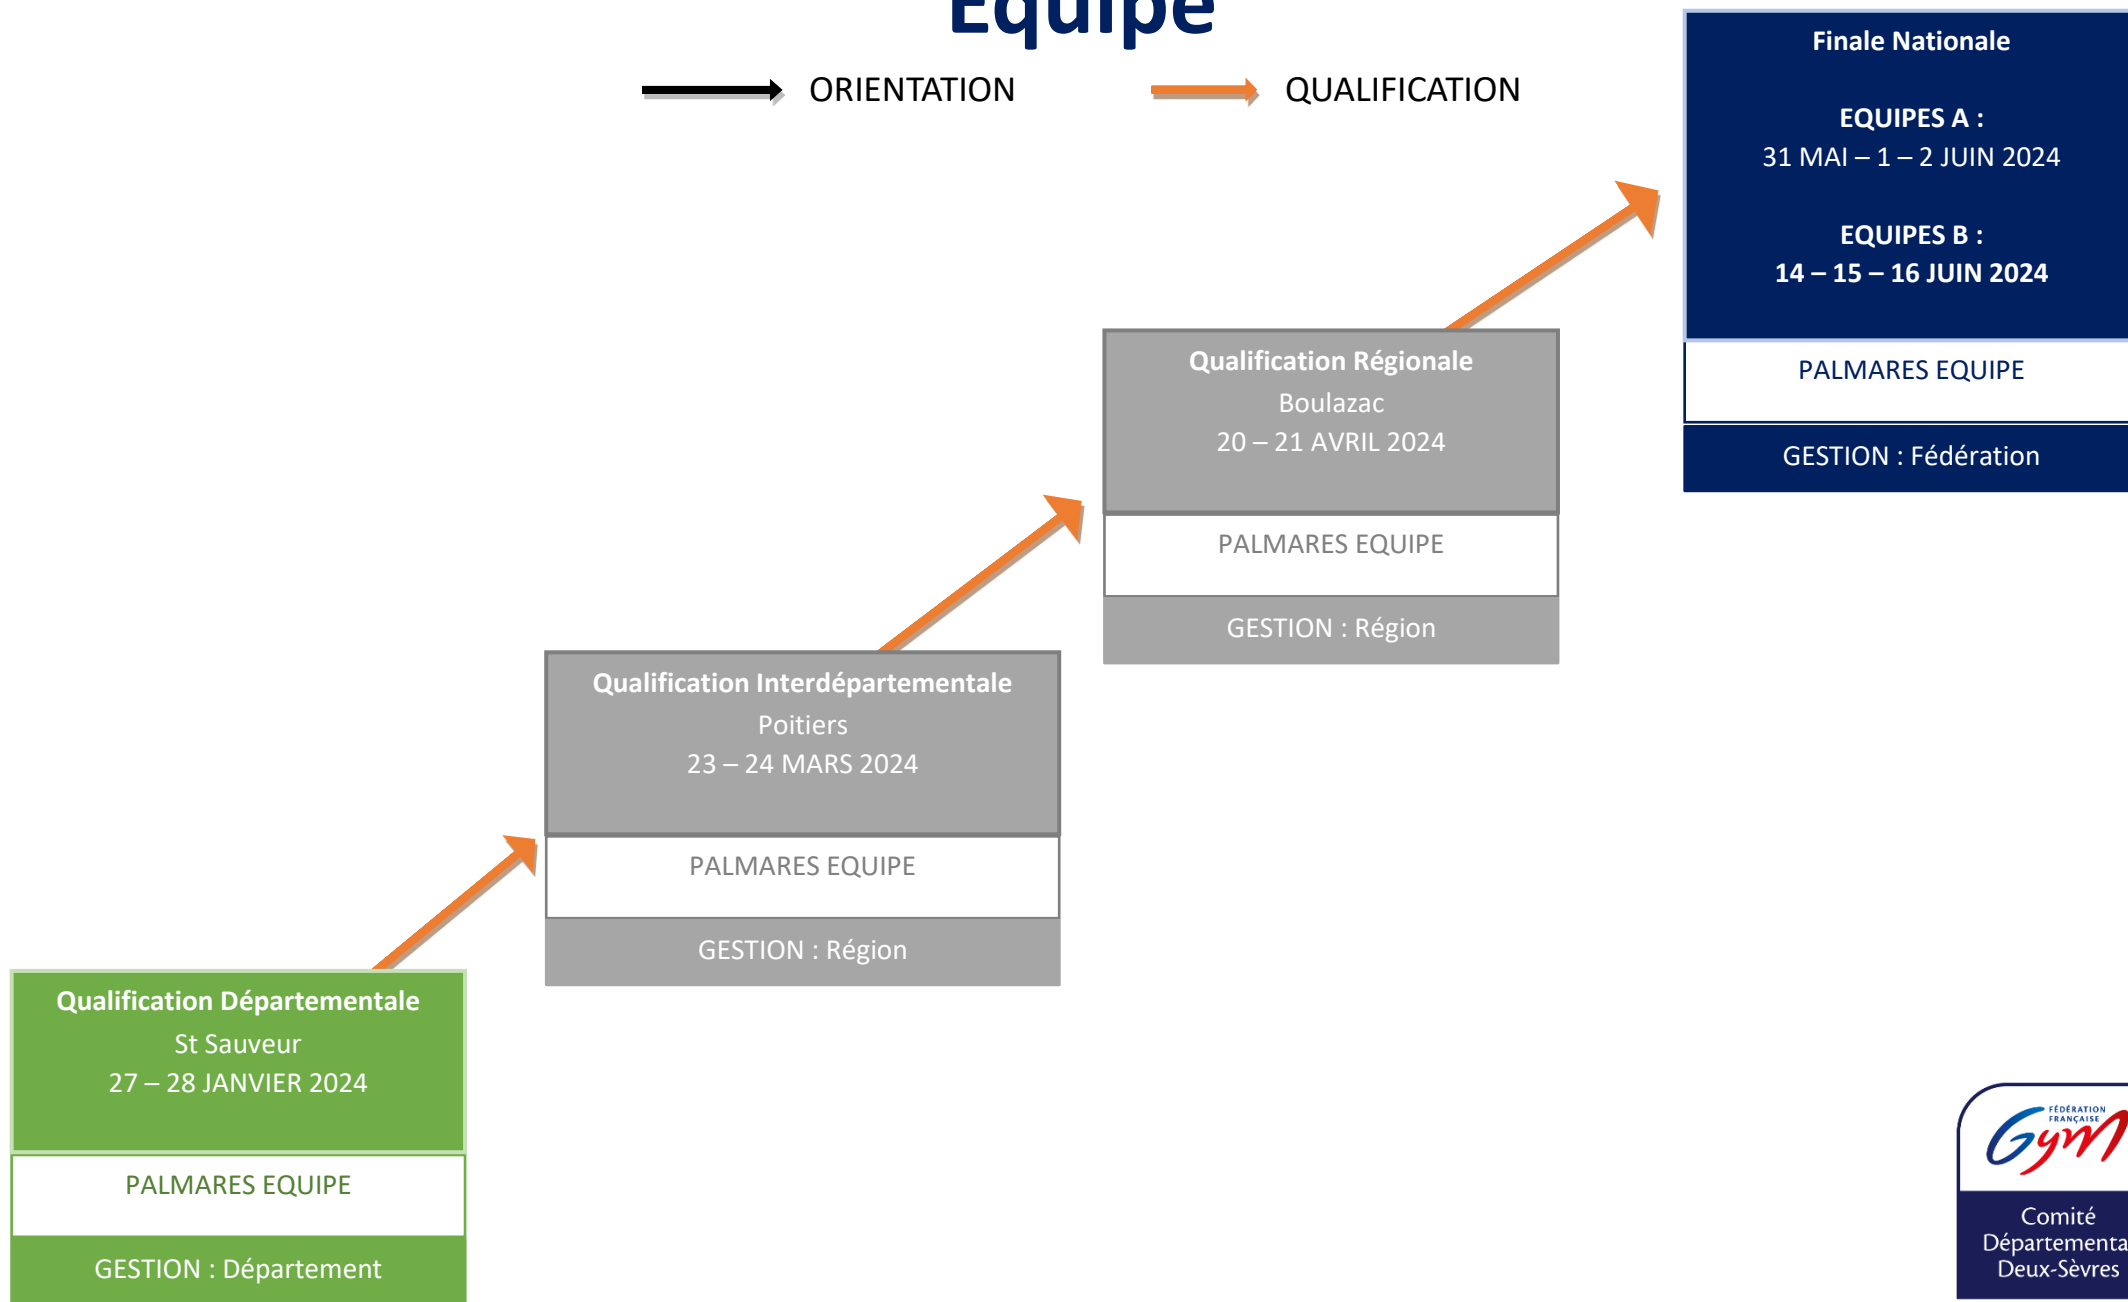 Equipe
ORIENTATION
QUALIFICATION
Finale Nationale
EQUIPES A :
31 MAI – 1 – 2 JUIN 2024
EQUIPES B :
14 – 15 – 16 JUIN 2024
PALMARES EQUIPE
GESTION : Fédération
Qualification Régionale
Boulazac
20 – 21 AVRIL 2024
PALMARES EQUIPE
GESTION : Région
Qualification Interdépartementale
Poitiers
23 – 24 MARS 2024
PALMARES EQUIPE
GESTION : Région
Qualification Départementale
St Sauveur
27 – 28 JANVIER 2024
PALMARES EQUIPE
GESTION : Département
FÉDÉRATION
FRANÇAISE
Gym
Comité
Départementa
Deux-Sèvres